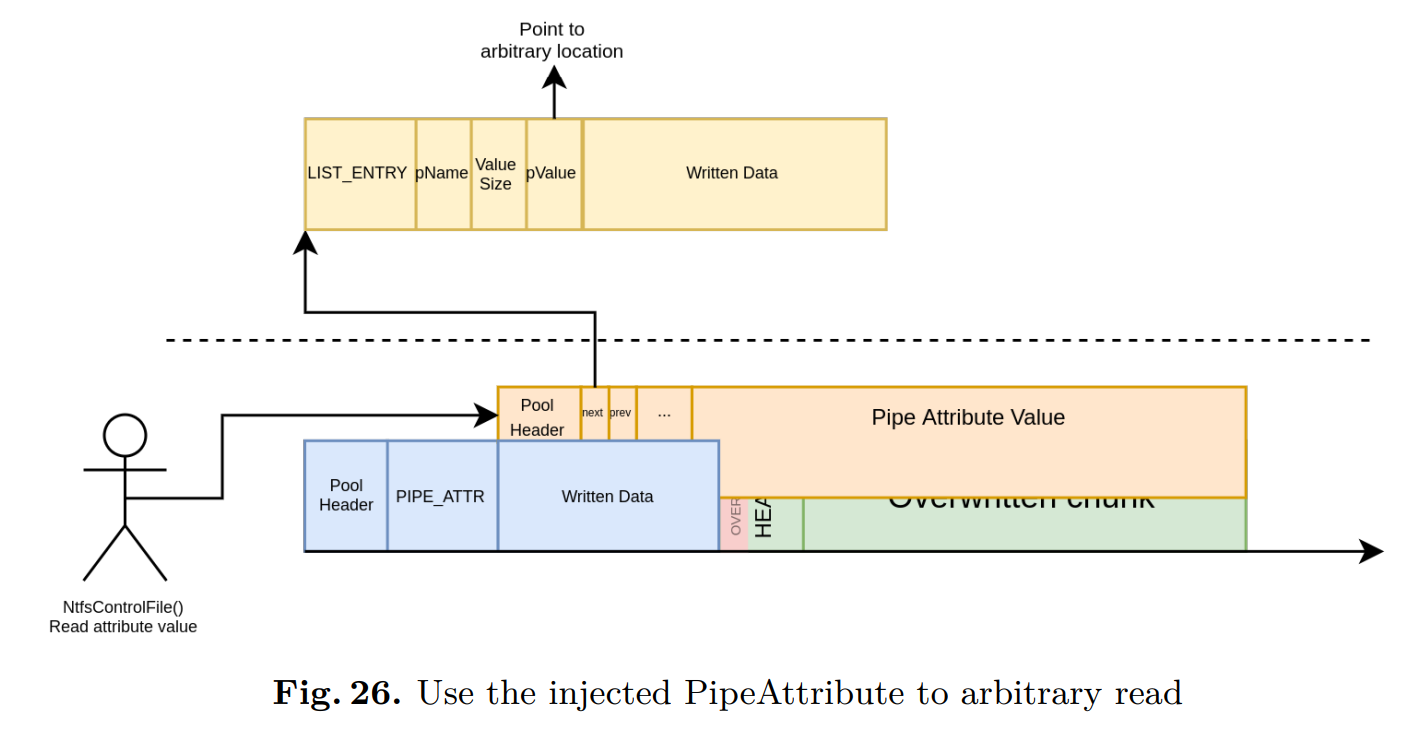 Point to
arbitrary location
LIST_ENTRY
pName
Value
Size
pValue
Written Data
Pool
Header
next
prev
...
Pipe Attribute Value
Pool
Header
PIPE_ATTR
Written Data
OVER
HEA
Overwritten chunk
NtfsControlFile()
Read attribute value
Fig. 26. Use the injected PipeAttribute to arbitrary read